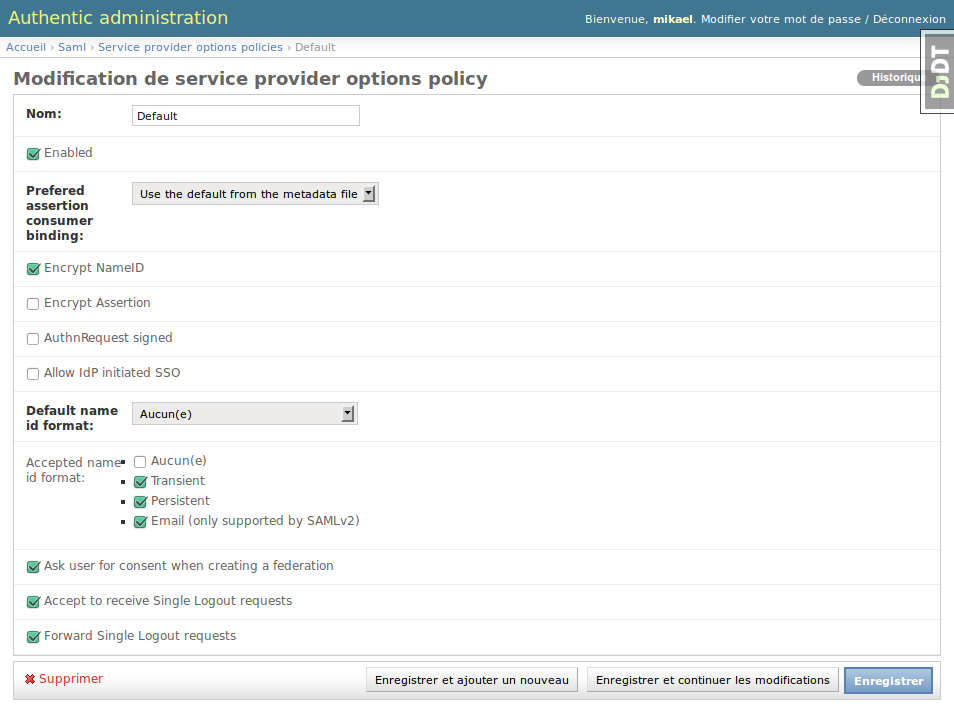 Authentic administration
Bienvenue, mikael. Modifier votre mot de passe / Déconnexion
Accueil › Saml › Service provider options policies › Default
Modification de service provider options policy
Historiqu
DjDT
Nom:
Default
Enabled
Prefered
assertion
consumer
binding:
Use the default from the metadata file
Encrypt NameID
Encrypt Assertion
AuthnRequest signed
Allow IdP initiated SSO
Default name
id format:
Aucun(e)
Accepted name
id format:
Aucun(e)
Transient
Persistent
Email (only supported by SAMLv2)
Ask user for consent when creating a federation
Accept to receive Single Logout requests
Forward Single Logout requests
Supprimer
Enregistrer et ajouter un nouveau
Enregistrer et continuer les modifications
Enregistrer